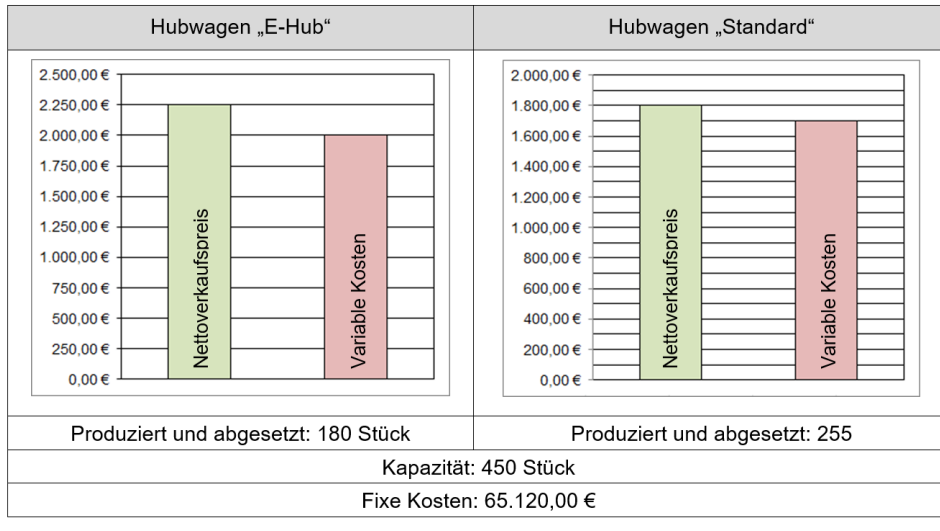 Hubwagen „E-Hub“
Hubwagen „Standard“
2.500,00 €
2.250,00 €
2.000,00 €
1.750,00 €
1.500,00 €
1.250,00 €
1.000,00 €
750,00 €
500,00 €
250,00 €
0,00 €
Nettoverkaufspreis
Variable Kosten
2.000,00 €
1.800,00 €
1.600,00 €
1.400,00 €
1.200,00 €
1.000,00 €
800,00 €
600,00 €
400,00 €
200,00 €
0,00 €
Nettoverkaufspreis
Variable Kosten
Produziert und abgesetzt: 180 Stück
Produziert und abgesetzt: 255
Kapazität: 450 Stück
Fixe Kosten: 65.120,00 €